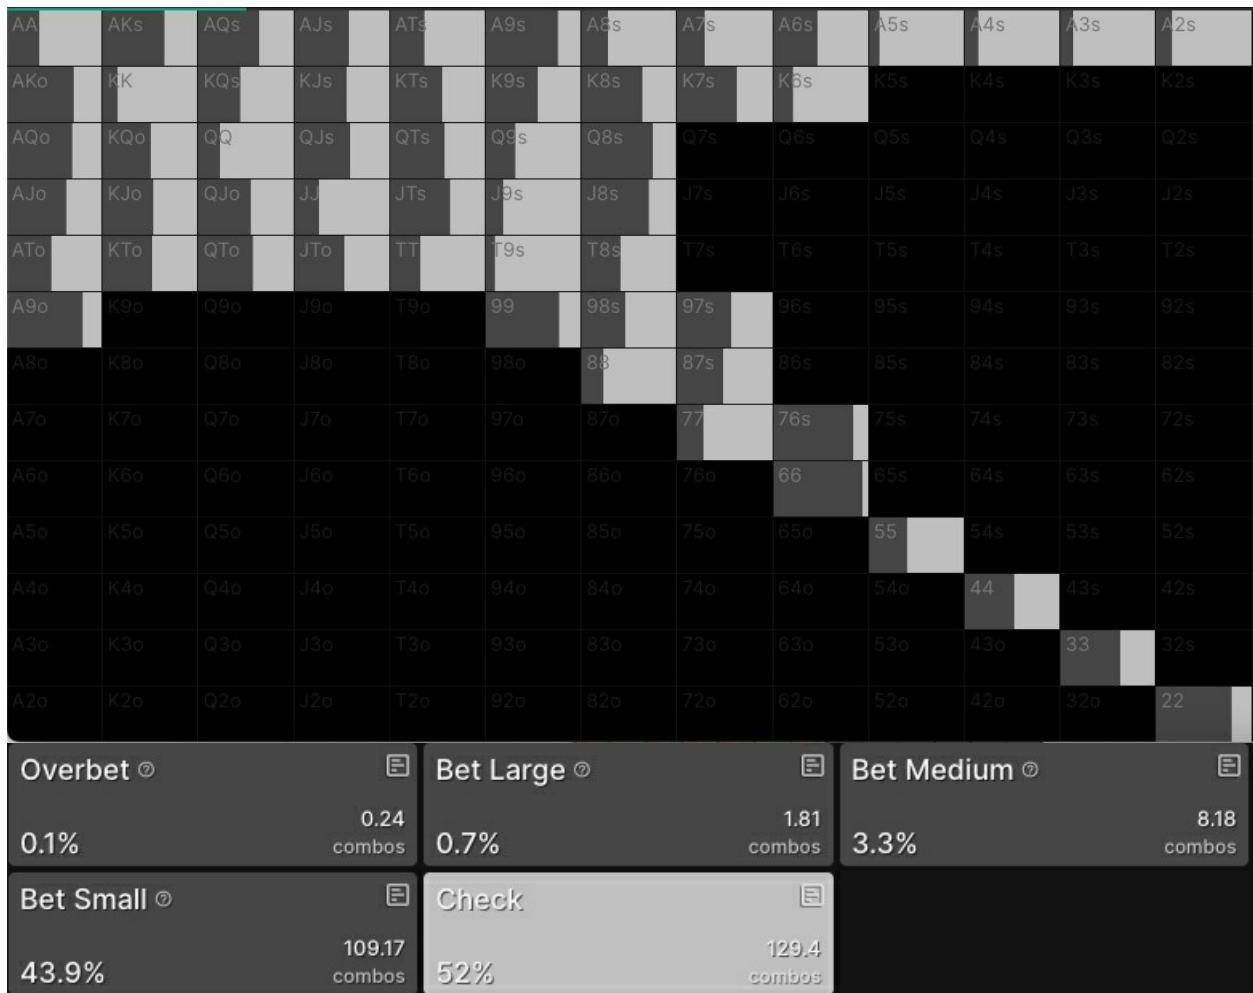 AA AKs AQs AJs ATs A9s A8s A7s A6s A5s A4s A3s A2s
AKo KK KQs KJs KTs K9s K8s K7s K6s K5s K4s K3s K2s
AQo KQo QQ QJs QTs Q9s Q8s Q7s Q6s Q5s Q4s Q3s Q2s
AJo KJo QJo JJ JTs J9s J8s J7s J6s J5s J4s J3s J2s
ATo KTo QTo JTo TT T9s T8s T7s T6s T5s T4s T3s T2s
A9o K9o Q9o J9o T9o 99 98s 97s 96s 95s 94s 93s 92s
A8o K8o Q8o J8o T8o 98o 88 87s 86s 85s 84s 83s 82s
A7o K7o Q7o J7o T7o 97o 87o 77 76s 75s 74s 73s 72s
A6o K6o Q6o J6o T6o 96o 86o 76o 66 65s 64s 63s 62s
A5o K5o Q5o J5o T5o 95o 85o 75o 65o 55 54s 53s 52s
A4o K4o Q4o J4o T4o 94o 84o 74o 64o 54o 44 43s 42s
A3o K3o Q3o J3o T3o 93o 83o 73o 63o 53o 43o 33 32s
A2o K2o Q2o J2o T2o 92o 82o 72o 62o 52o 42o 32o 22
Overbet ?
0.24
0.1% combos
Bet Large ?
1.81
0.7% combos
Bet Medium ?
8.18
3.3% combos
Bet Small ?
109.17
43.9% combos
Check
129.4
52% combos